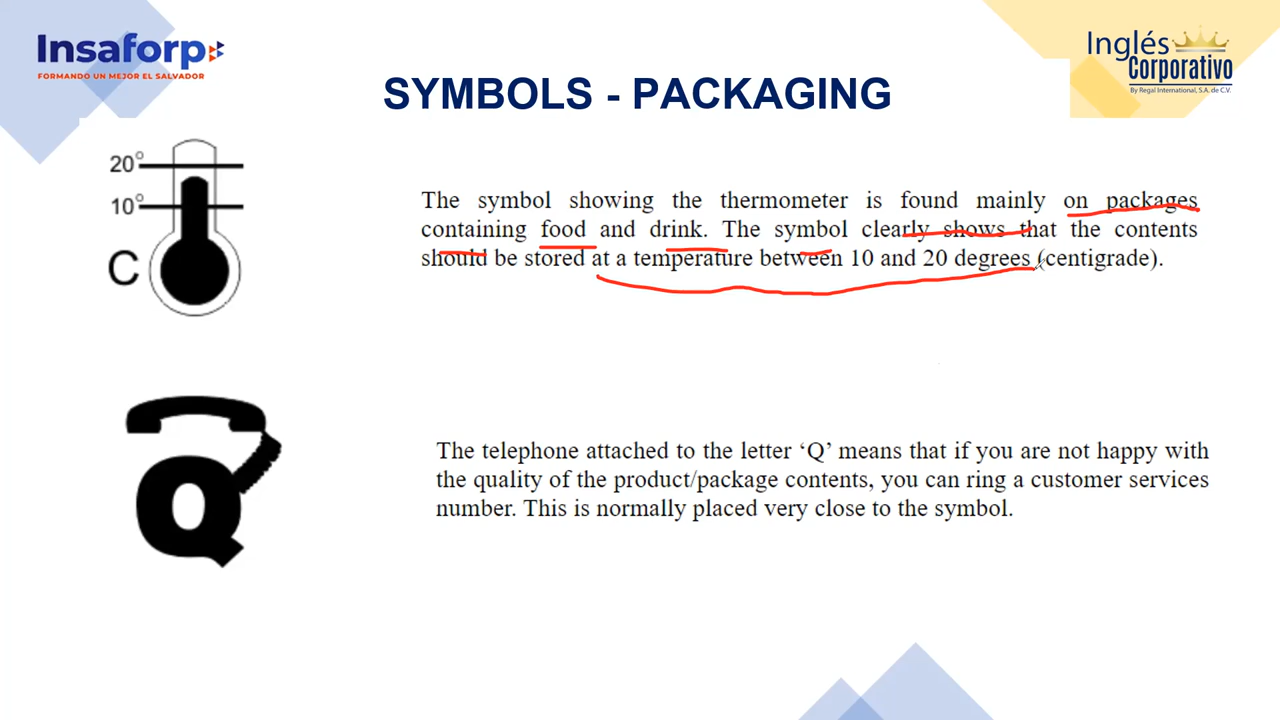 Insaforp
FORMANDO UN MEJOR EL SALVADOR
Inglés
Corporativo
By Regal International, S.A. de C.V.
SYMBOLS - PACKAGING
20°
10°
C
The symbol showing the thermometer is found mainly on packages
containing food and drink. The symbol clearly shows that the contents
should be stored at a temperature between 10 and 20 degrees (centigrade).
Q
The telephone attached to the letter ‘Q’ means that if you are not happy with
the quality of the product/package contents, you can ring a customer services
number. This is normally placed very close to the symbol.